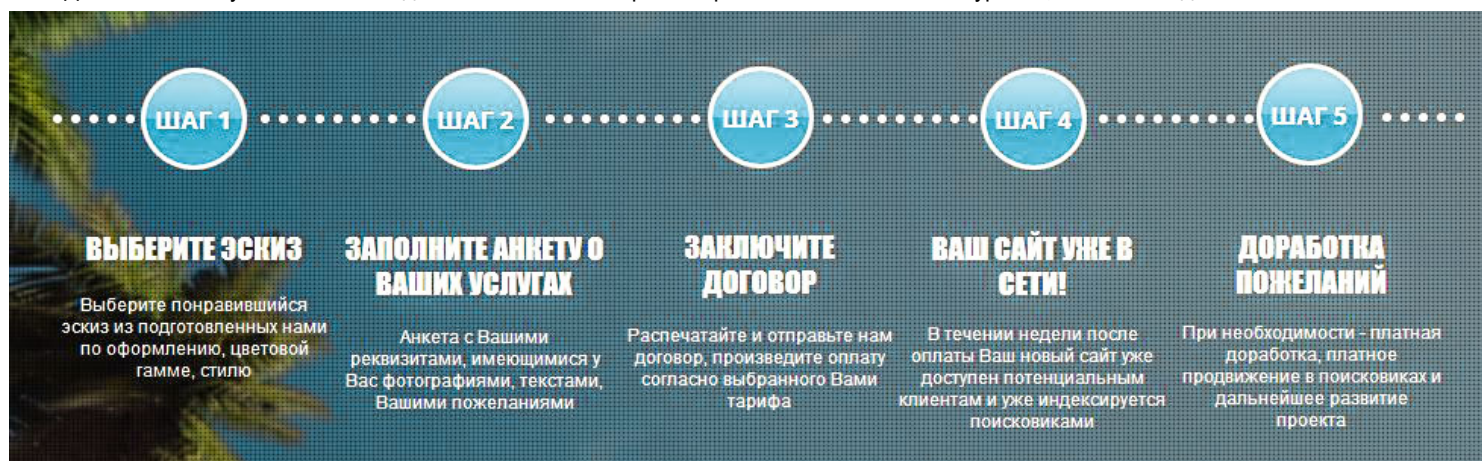 ШАГ 1
ШАГ 2
ШАГ 3
ШАГ 4
ШАГ 5
ВЫБЕРИТЕ ЭСКИЗ
Выберите понравившийся
эскиз из подготовленных нами
по оформлению, цветовой
гамме, стилю
ЗАПОЛНИТЕ АНКЕТУ О
ВАШИХ УСЛУГАХ
Анкета с Вашими
реквизитами, имеющимися у
Вас фотографиями, текстами,
Вашими пожеланиями
ЗАКЛЮЧИТЕ
ДОГОВОР
Распечатайте и отправьте нам
договор, произведите оплату
согласно выбранного Вами
тарифа
ВАШ САЙТ УЖЕ В
СЕТИ!
В течении недели после
оплаты Ваш новый сайт уже
доступен потенциальным
клиентам и уже индексируется
поисковиками
ДОРАБОТКА
ПОЖЕЛАНИЙ
При необходимости - платная
доработка, платное
продвижение в поисковиках и
дальнейшее развитие
проекта